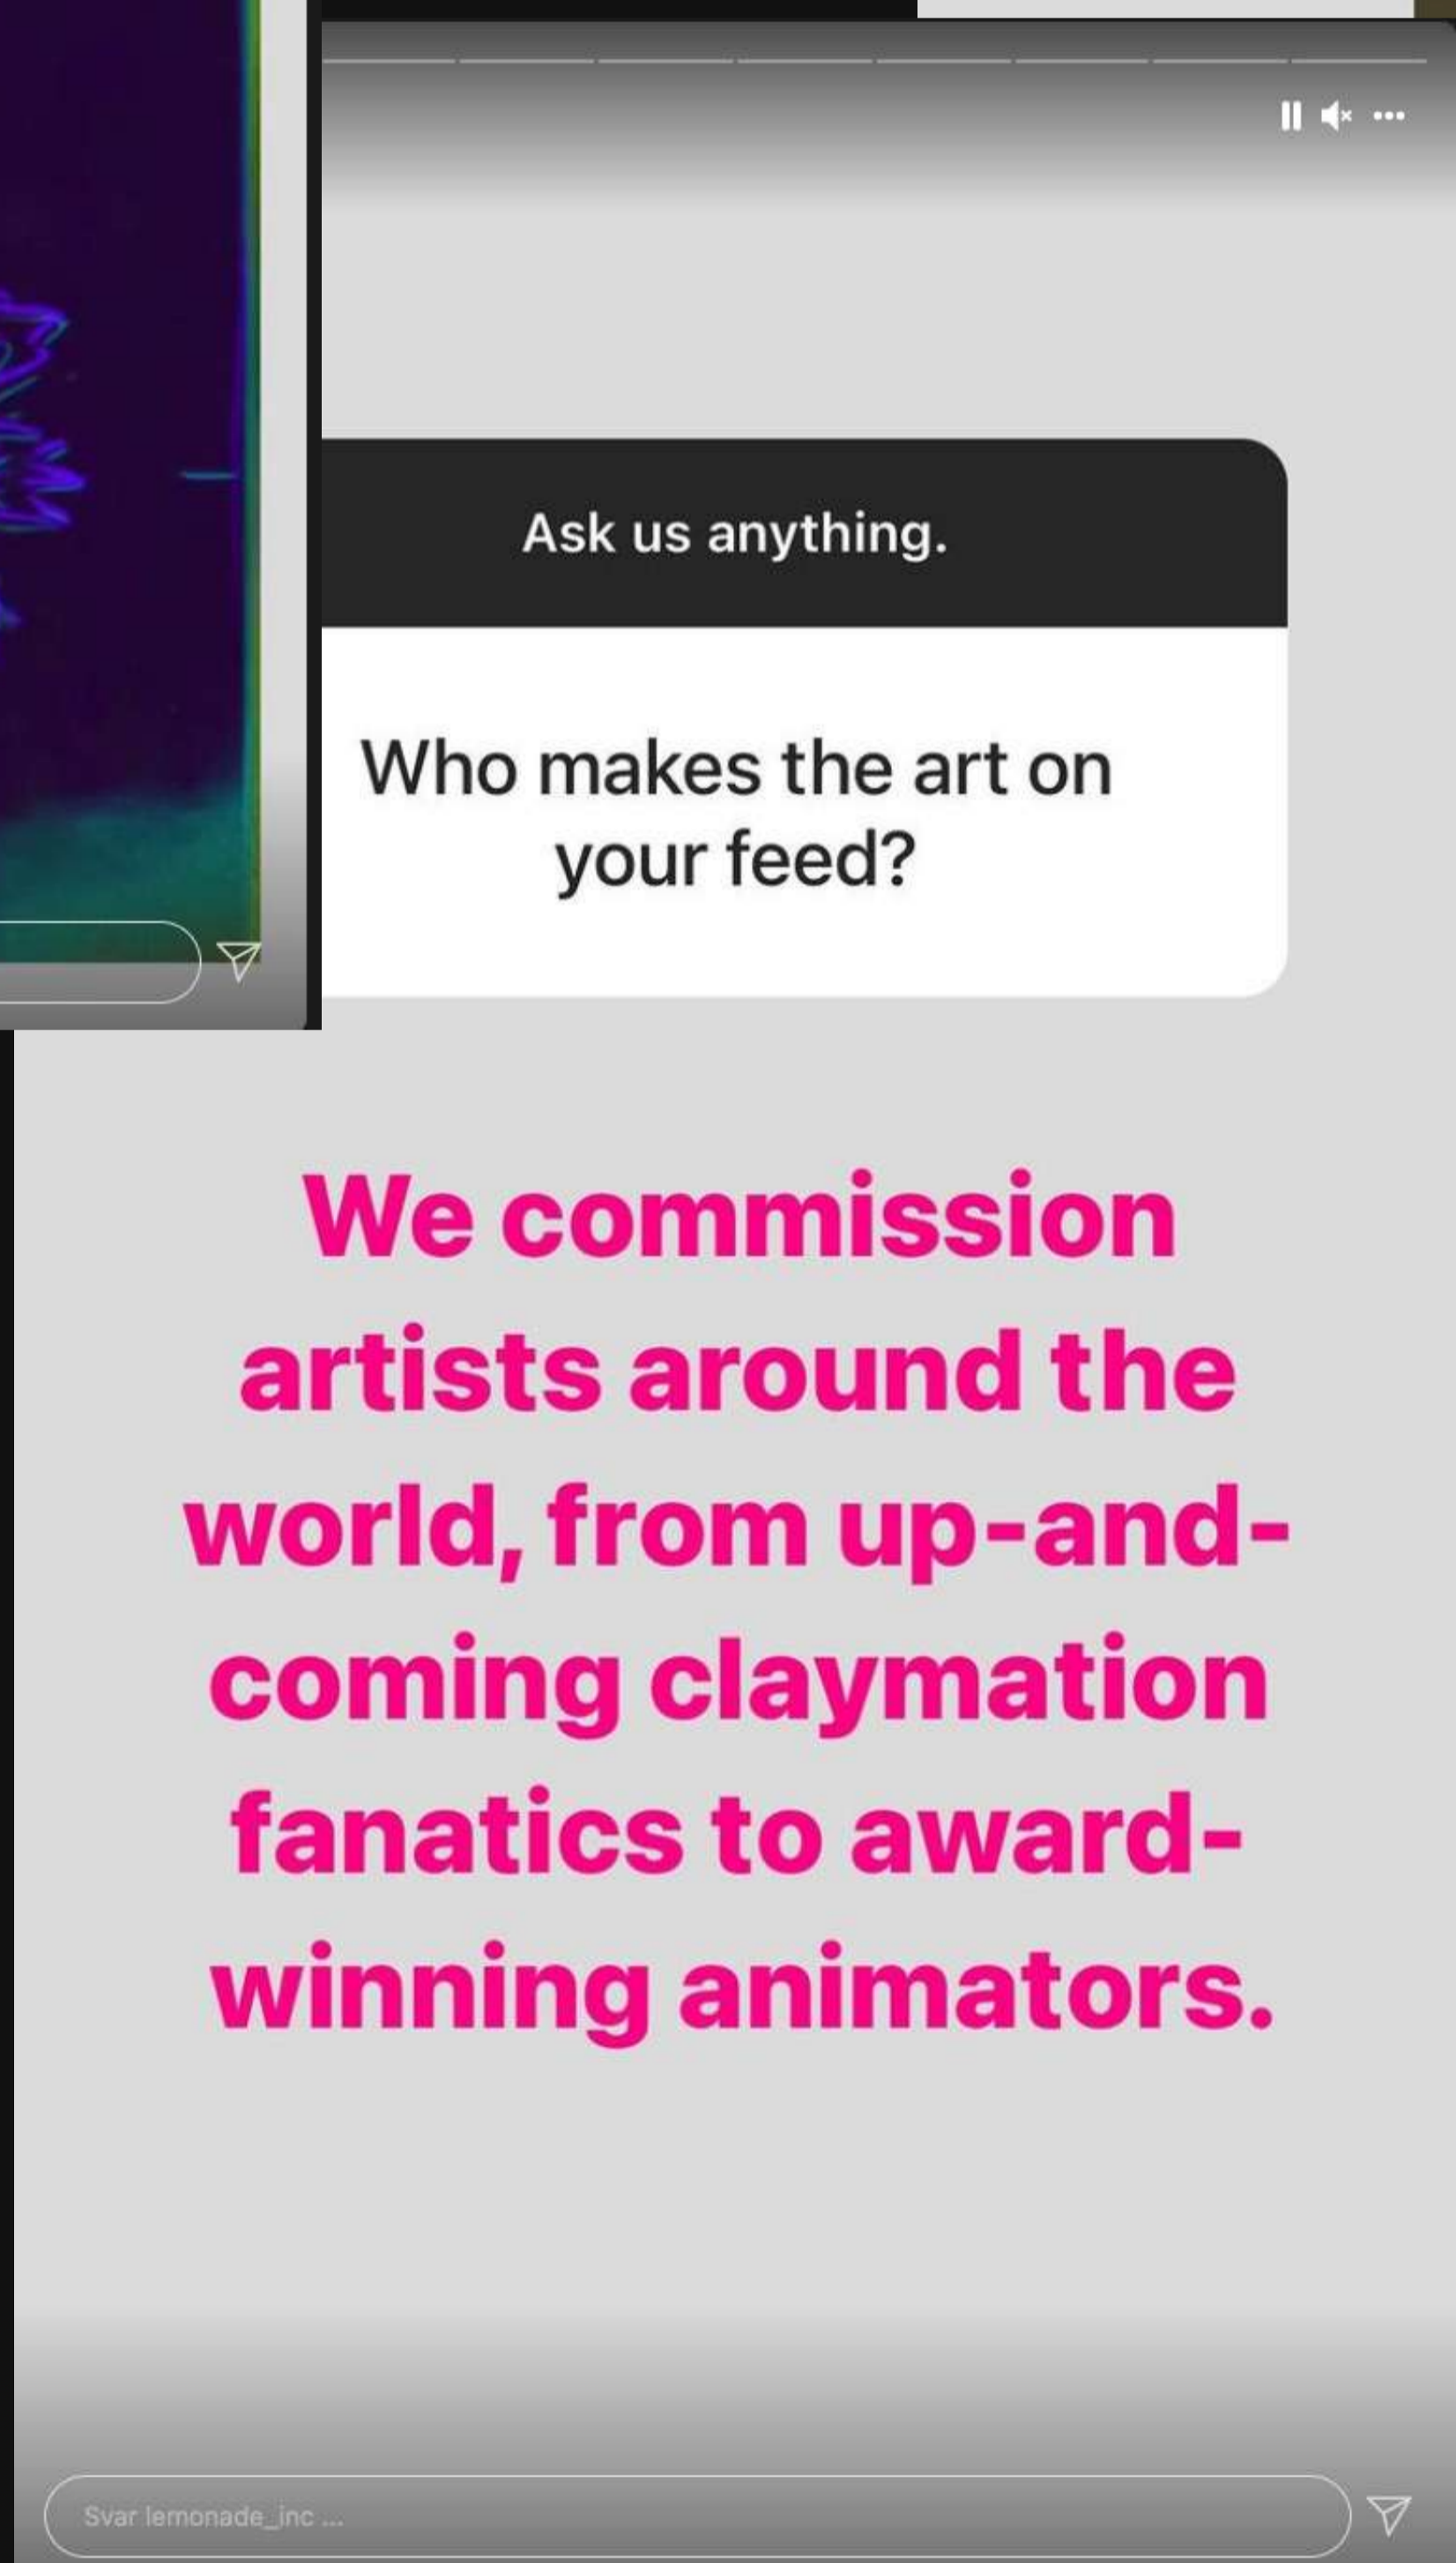 Ask us anything.
Who makes the art on
your feed?
We commission
artists around the
world, from up-and-
coming claymation
fanatics to award-
winning animators.
Svar lemonade_inc ...